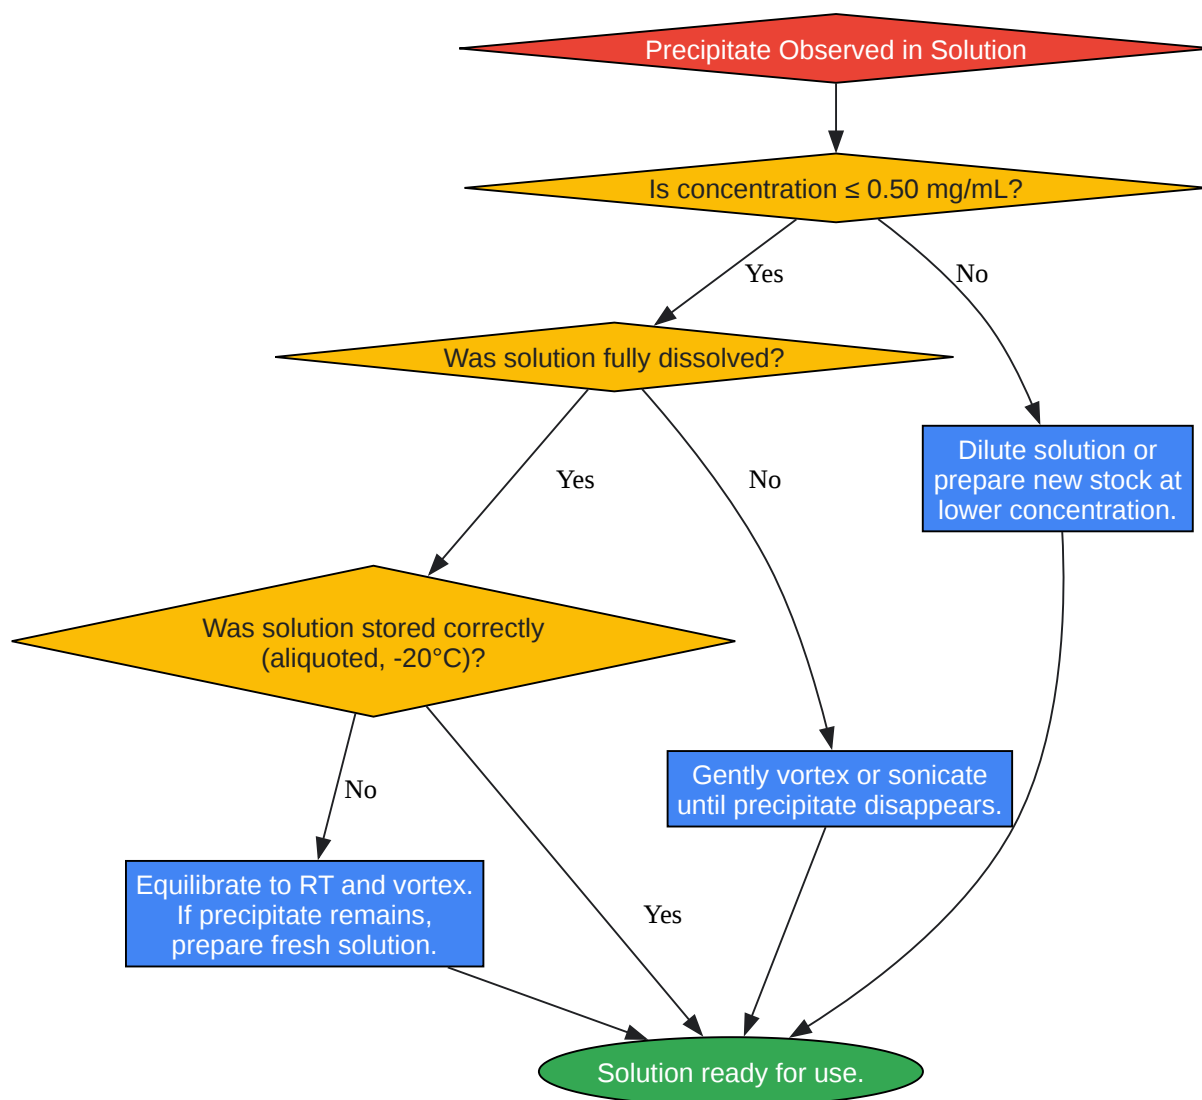 Precipitate Observed in Solution
Is concentration ≤ 0.50 mg/mL?
Yes
No
Was solution fully dissolved?
Yes
No
Dilute solution or
prepare new stock at
lower concentration.
Was solution stored correctly
(aliquoted, -20°C)?
No
Yes
Gently vortex or sonicate
until precipitate disappears.
Equilibrate to RT and vortex.
If precipitate remains,
prepare fresh solution.
Solution ready for use.